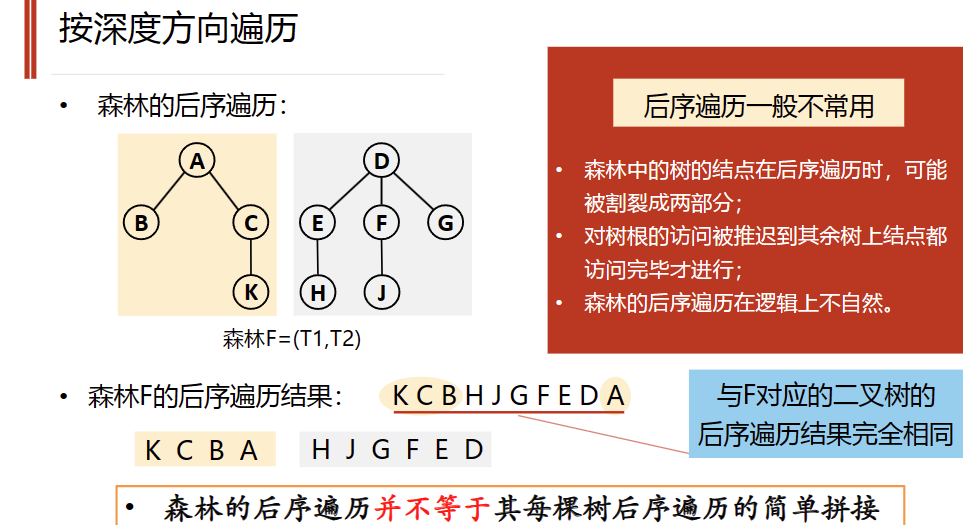 按深度方向遍历
• 森林的后序遍历：
A
B
C
K
D
E
F
G
H
J
森林F=(T1,T2)
后序遍历一般不常用
• 森林中的树的结点在后序遍历时，可能
被割裂成两部分；
• 对树根的访问被推迟到其余树上结点都
访问完毕才进行；
• 森林的后序遍历在逻辑上不自然。
• 森林F的后序遍历结果：
K C B H J G F E D A
K C B A
H J G F E D
与F对应的二叉树的
后序遍历结果完全相同
• 森林的后序遍历并不等于其每棵树后序遍历的简单拼接